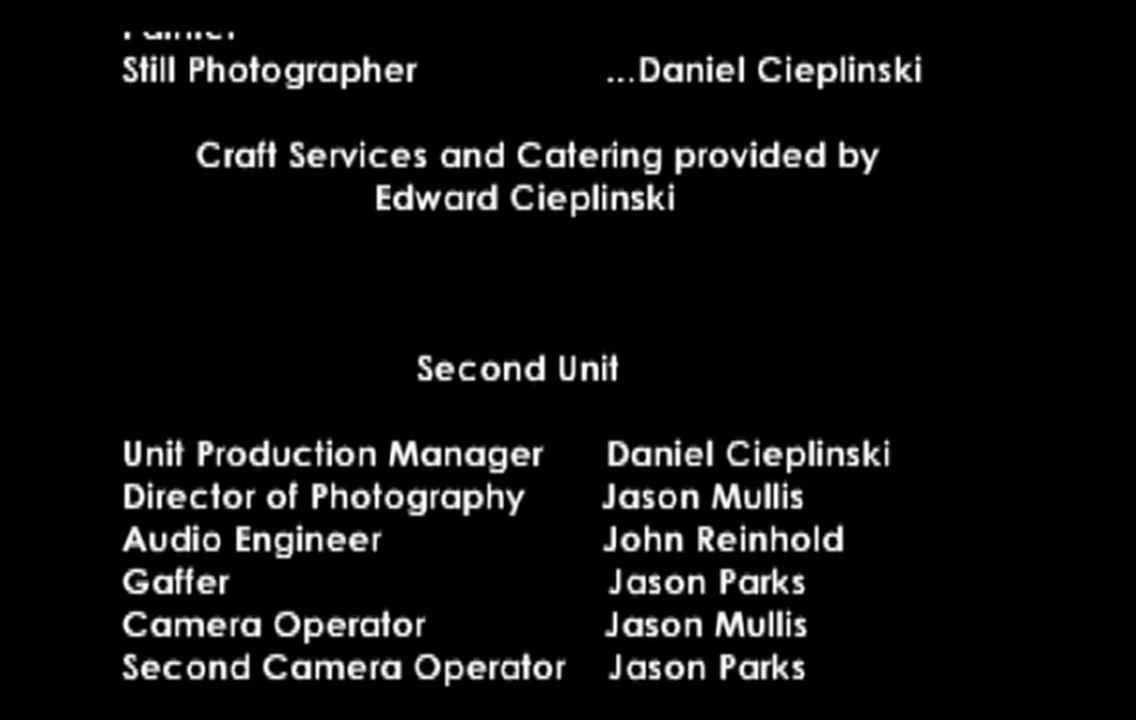 Still Photographer ...Daniel Cieplinski
Craft Services and Catering provided by
Edward Cieplinski
Second Unit
Unit Production Manager Daniel Cieplinski
Director of Photography Jason Mullis
Audio Engineer John Reinhold
Gaffer Jason Parks
Camera Operator Jason Mullis
Second Camera Operator Jason Parks